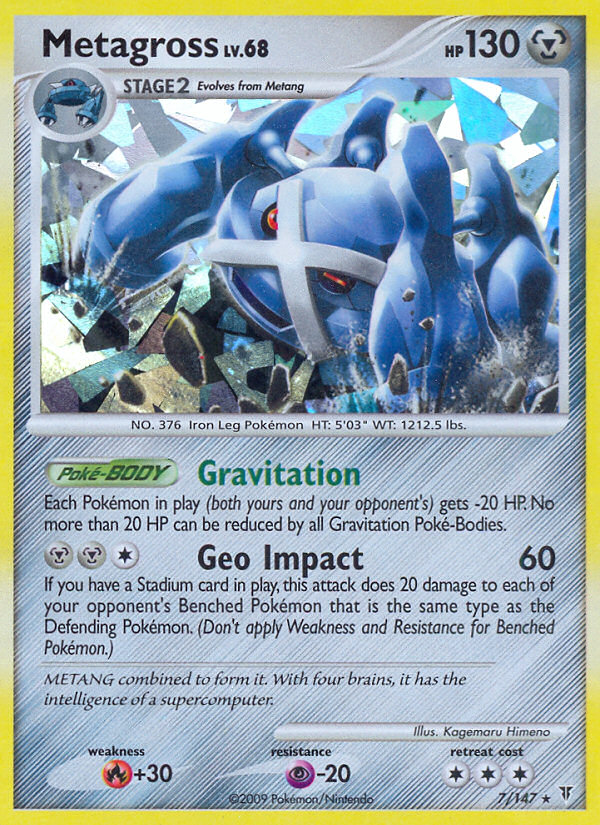 Metagross LV.68 HP 130
STAGE2 Evolves from Metang
NO. 376 Iron Leg Pokémon HT: 5'03" WT: 1212.5 lbs.
Poké-BODY Gravitation
Each Pokémon in play (both yours and your opponent's) gets -20 HP. No
more than 20 HP can be reduced by all Gravitation Poké-Bodies.
Geo Impact 60
If you have a Stadium card in play, this attack does 20 damage to each of
your opponent's Benched Pokémon that is the same type as the
Defending Pokémon. (Don't apply Weakness and Resistance for Benched
Pokémon.)
METANG combined to form it. With four brains, it has the
intelligence of a supercomputer.
Illus. Kagemaru Himeno
weakness resistance retreat cost
+30 -20
©2009 Pokémon/Nintendo 7/147 ★